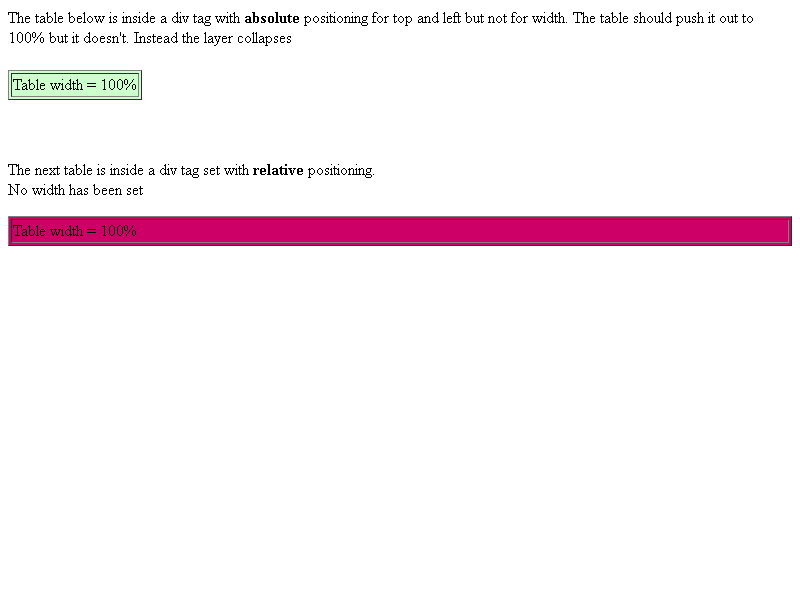 The table below is inside a div tag with absolute positioning for top and left but not for width. The table should push it out to
100% but it doesn't. Instead the layer collapses
Table width = 100%
The next table is inside a div tag set with relative positioning.
No width has been set
Table width = 100%